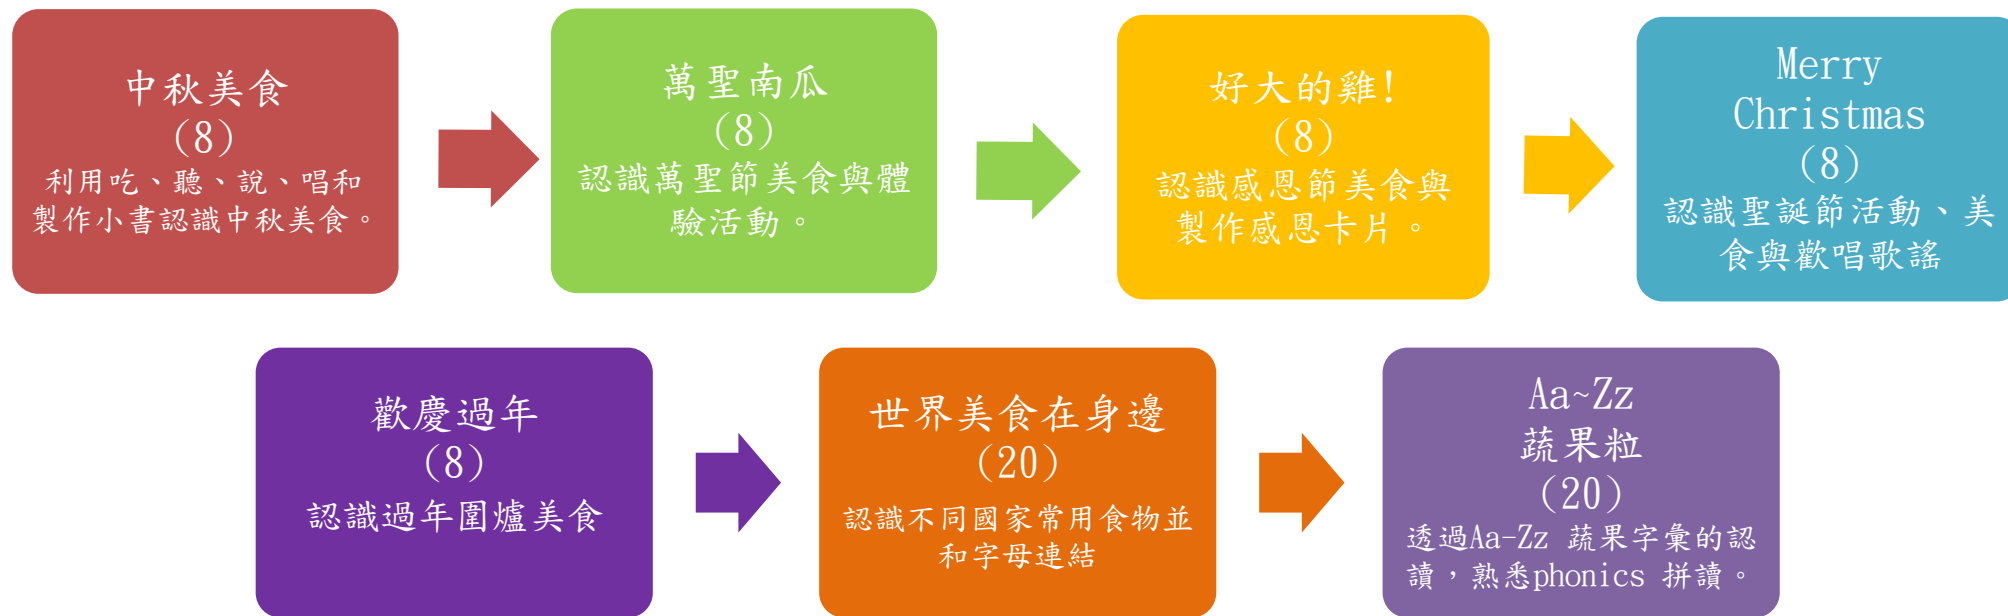 中秋美食
(8)
利用吃、聽、說、唱和
製作小書認識中秋美食。
萬聖南瓜
(8)
認識萬聖節美食與體
驗活動。
好大的雞!
(8)
認識感恩節美食與
製作感恩卡片。
Merry
Christmas
(8)
認識聖誕節活動、美
食與歡唱歌謠
歡慶過年
(8)
認識過年圍爐美食
世界美食在身邊
(20)
認識不同國家常用食物並
和字母連結
Aa~Zz
蔬果粒
(20)
透過Aa-Zz 蔬果字彙的認
讀，熟悉phonics 拼讀。